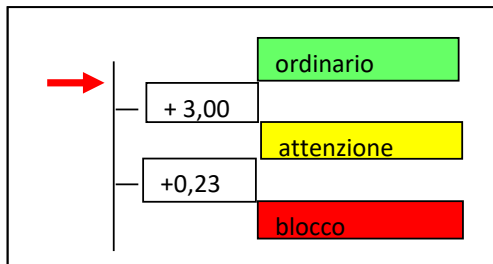 ordinario
+ 3,00
attenzione
+0,23
blocco